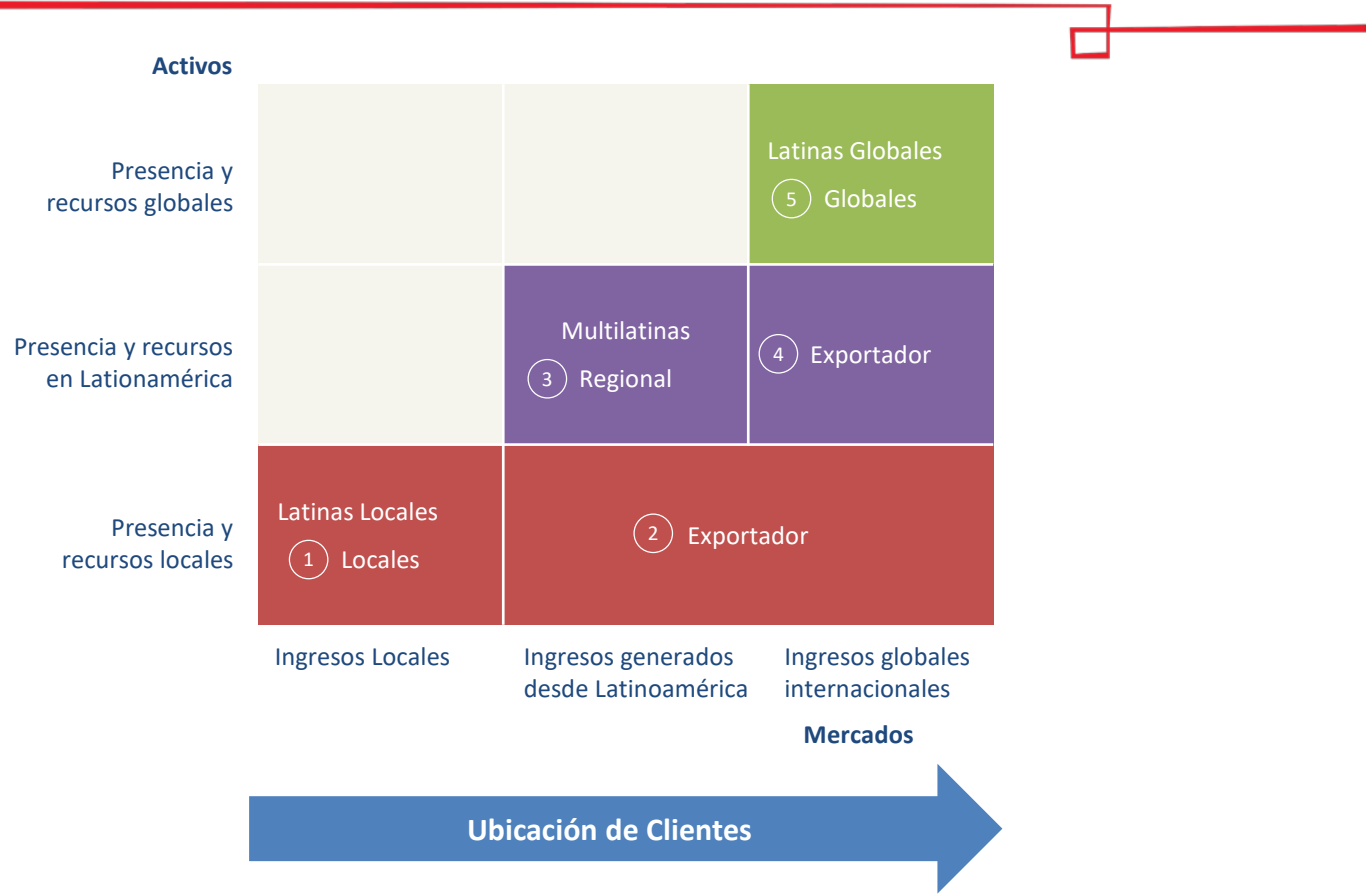 Activos
Presencia y
recursos globales
Latinas Globales
5 Globales
Presencia y recursos
en Lationamérica
Multilatinas
3 Regional
4 Exportador
Presencia y
recursos locales
Latinas Locales
1 Locales
2 Exportador
Ingresos Locales
Ingresos generados
desde Latinoamérica
Ingresos globales
internacionales
Mercados
Ubicación de Clientes